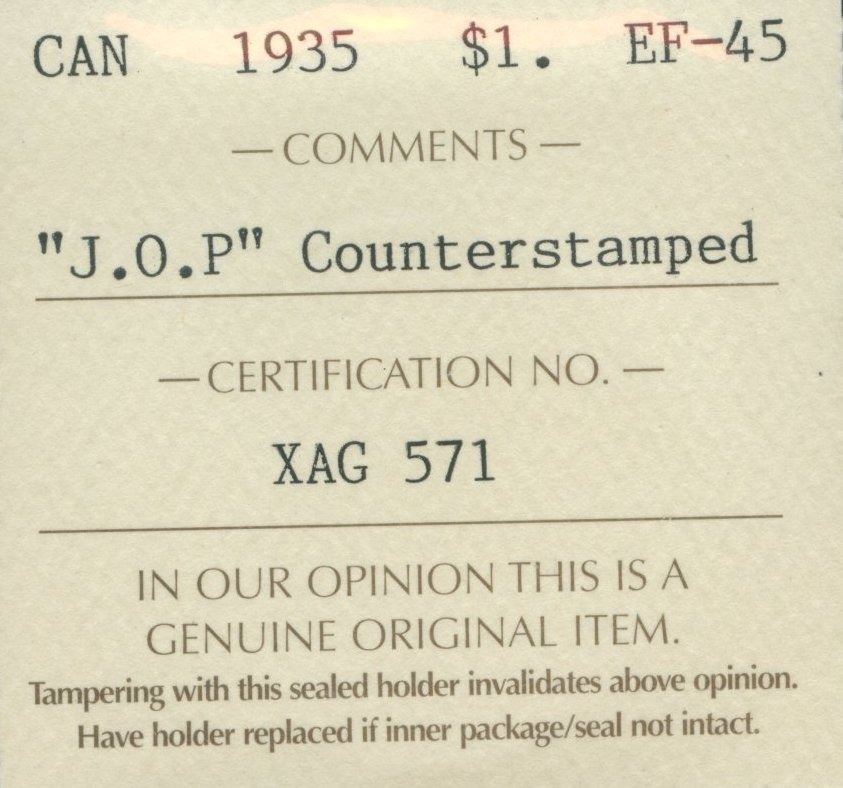 CAN 1935 $1. EF-45
— COMMENTS —
"J.O.P" Counterstamped
— CERTIFICATION NO. —
XAG 571
IN OUR OPINION THIS IS A
GENUINE ORIGINAL ITEM.
Tampering with this sealed holder invalidates above opinion.
Have holder replaced if inner package/seal not intact.